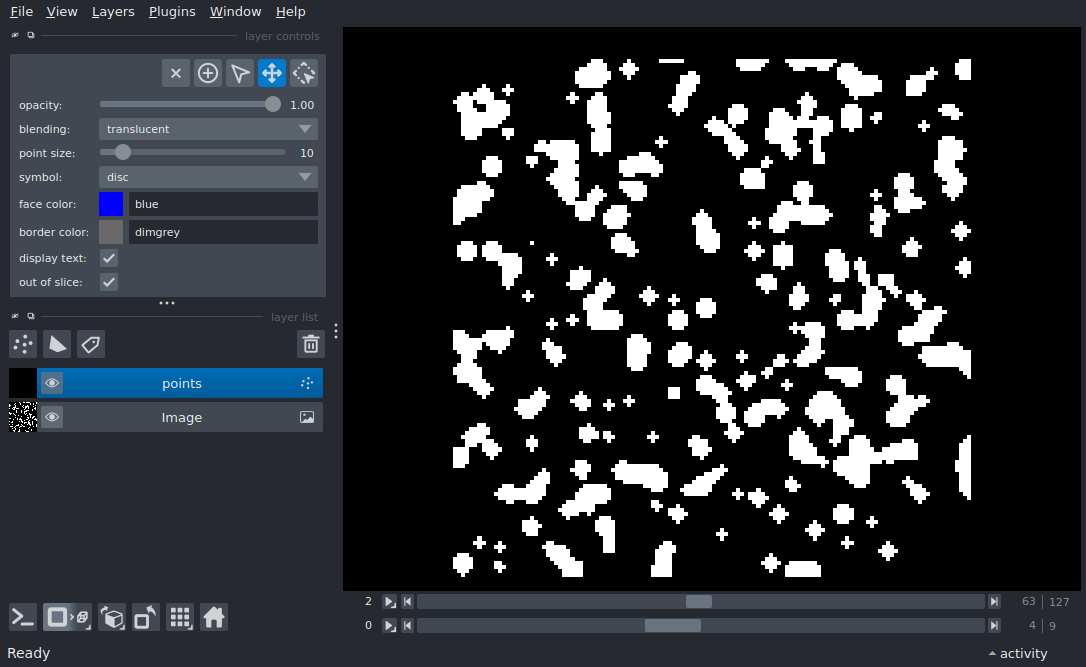 File View Layers Plugins Window Help
layer controls
opacity: 1.00
blending: translucent
point size: 10
symbol: disc
face color: blue
border color: dimgrey
display text:
out of slice:
layer list
points
Image
2 63 127
0 4 9
Ready activity